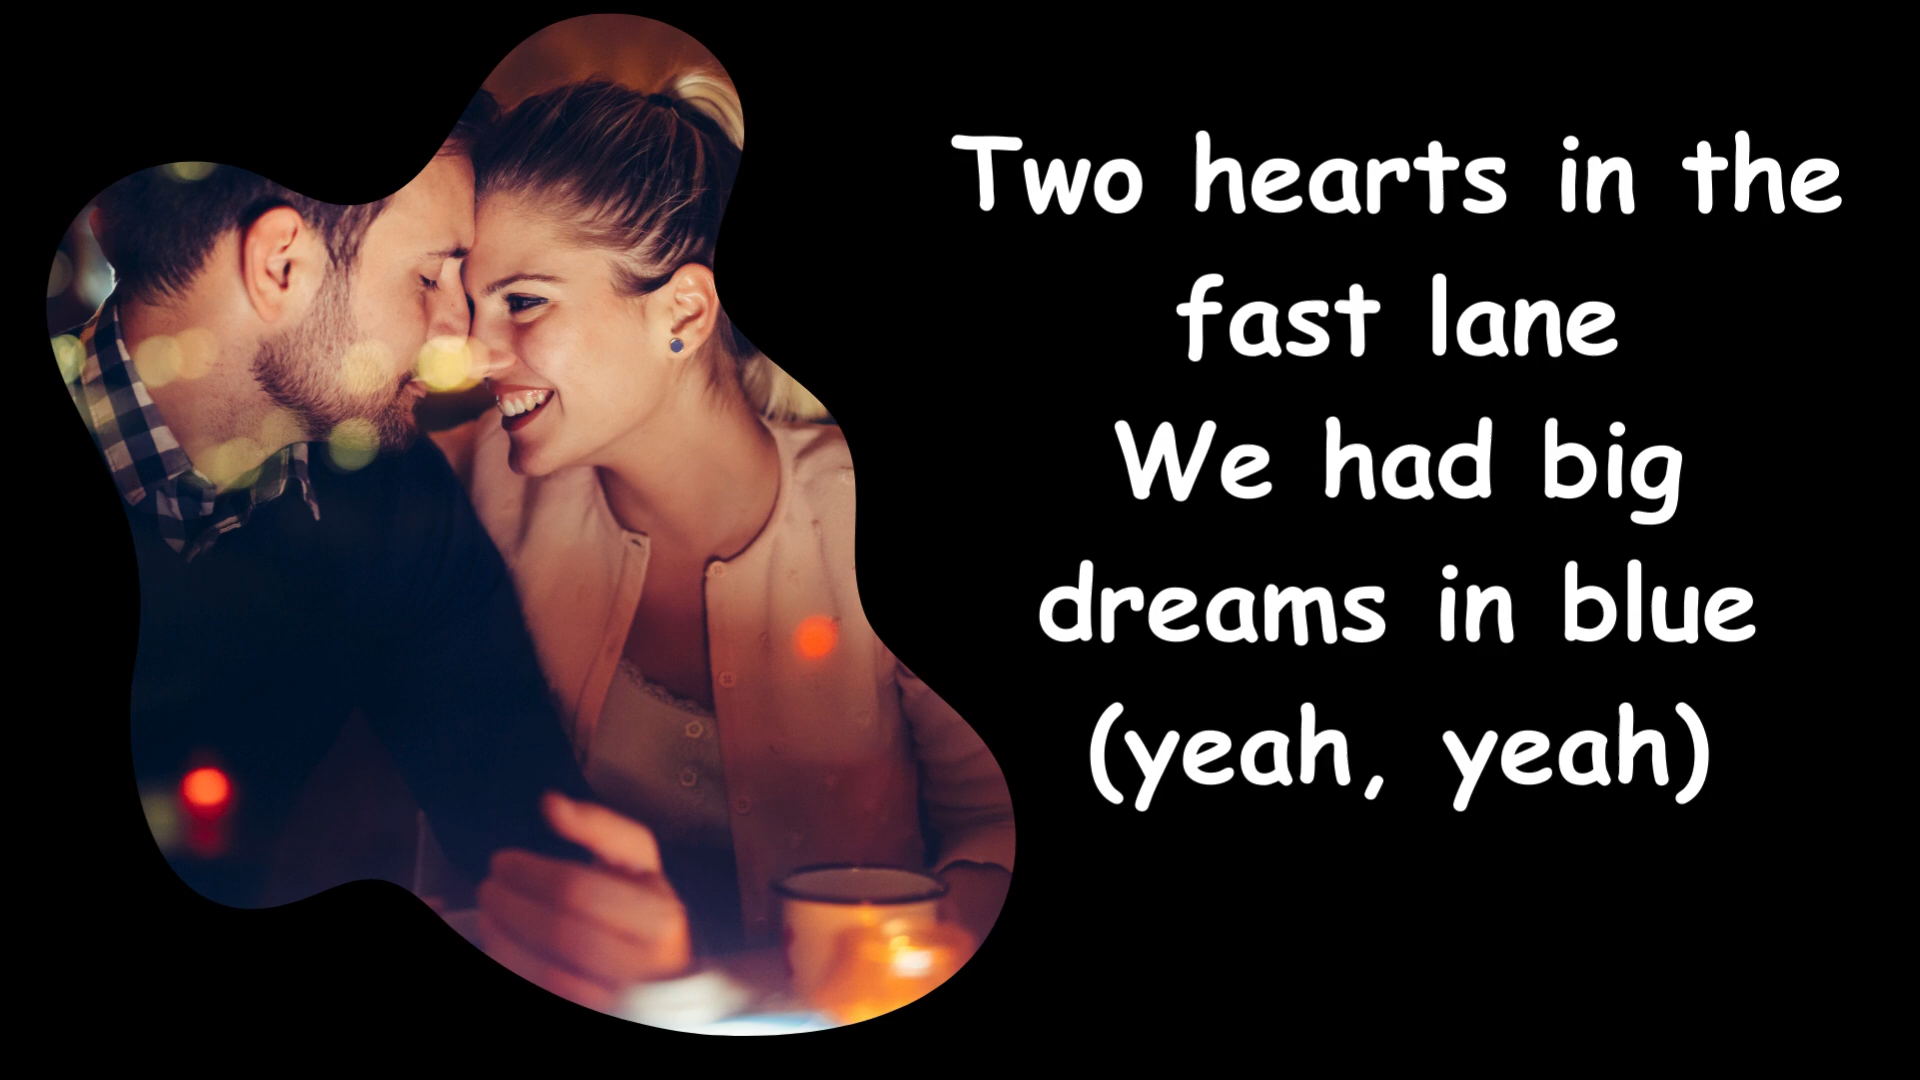 Two hearts in the
fast lane
We had big
dreams in blue
(yeah, yeah)